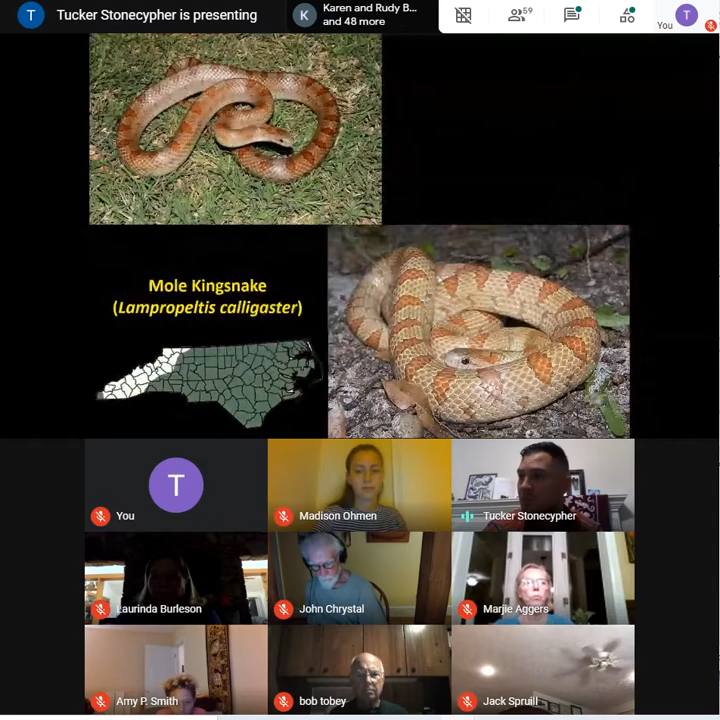 T
Tucker Stonecypher is presenting
K
Karen and Rudy B...
and 48 more
59
You
T
Mole Kingsnake
(Lampropeltis calligaster)
T
You
Madison Ohmen
Tucker Stonecypher
Laurinda Burleson
John Chrystal
Marjie Aggers
Amy P. Smith
bob tobey
Jack Spruill